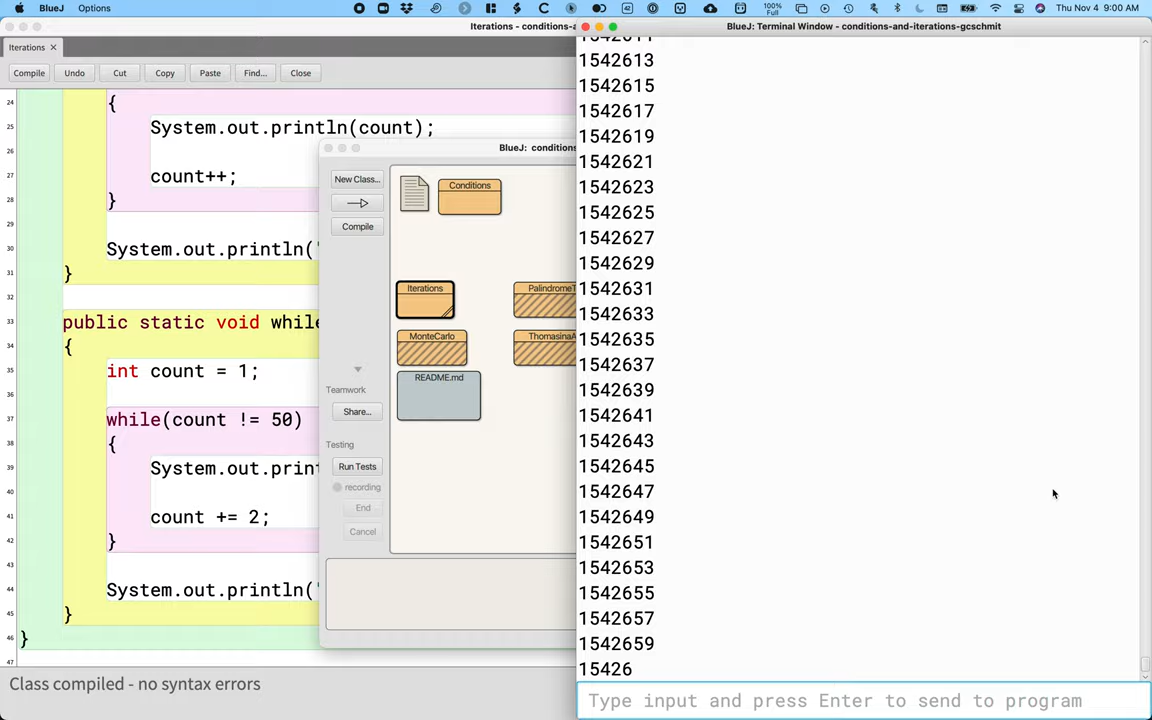 BlueJ Options Thu Nov 4 9:00 AM
100% Full
42
Iterations - conditions-a
BlueJ: Terminal Window - conditions-and-iterations-gcschmit
Iterations
Compile Undo Cut Copy Paste Find... Close
24 {
25 System.out.println(count);
26
27 count++;
28 }
29
30 System.out.println("
31 }
32
33 public static void while
34 {
35 int count = 1;
36
37 while(count != 50)
38 {
39 System.out.print
40
41 count += 2;
42 }
43
44 System.out.println("
45 }
46 }
47
Class compiled - no syntax errors
BlueJ: conditions
New Class...
Compile
Teamwork
Share...
Testing
Run Tests
recording
End
Cancel
Conditions
Iterations
PalindromeT
MonteCarlo
ThomasinaA
README.md
1542613
1542615
1542617
1542619
1542621
1542623
1542625
1542627
1542629
1542631
1542633
1542635
1542637
1542639
1542641
1542643
1542645
1542647
1542649
1542651
1542653
1542655
1542657
1542659
15426
Type input and press Enter to send to program